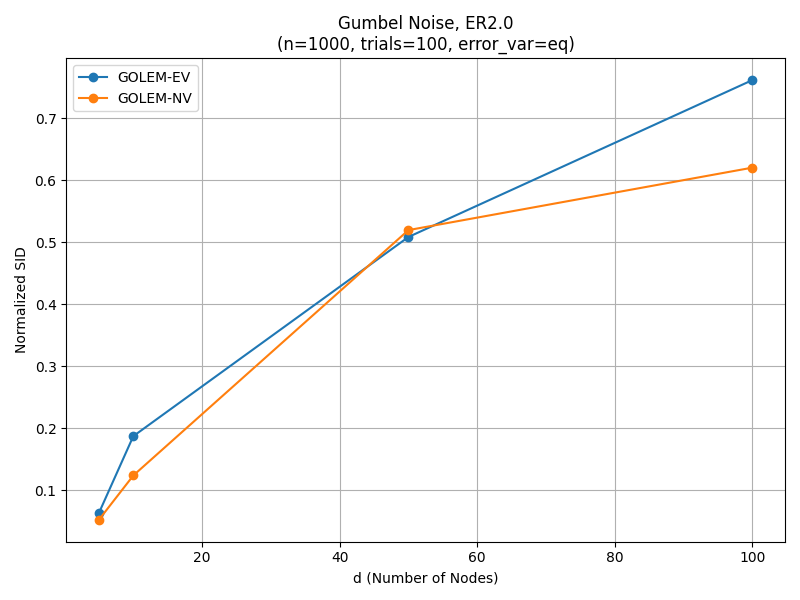 Gumbel Noise, ER2.0
(n=1000, trials=100, error_var=eq)
GOLEM-EV
GOLEM-NV
Normalized SID
0.7
0.6
0.5
0.4
0.3
0.2
0.1
20 40 60 80 100
d (Number of Nodes)